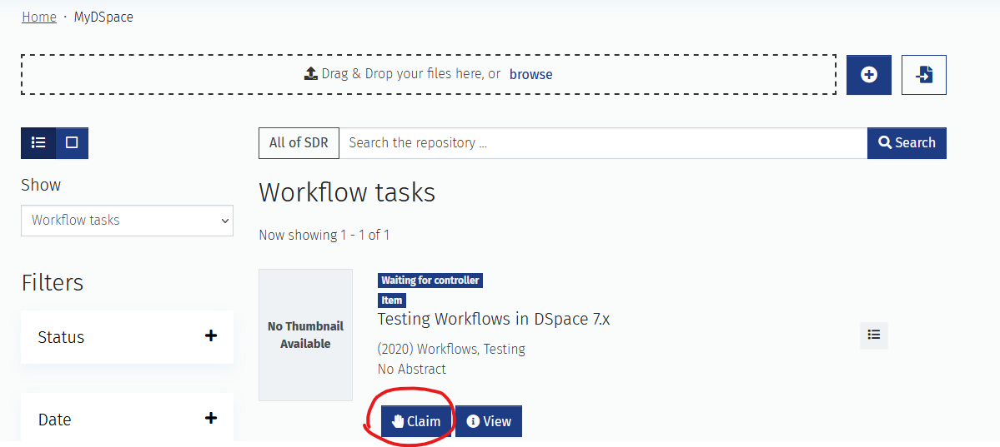 Home · MyDSpace
Drag & Drop your files here, or browse
All of SDR
Search the repository ...
Search
Show
Workflow tasks
Workflow tasks
Now showing 1 - 1 of 1
Filters
Status
Date
No Thumbnail
Available
Waiting for controller
Item
Testing Workflows in DSpace 7.x
(2020) Workflows, Testing
No Abstract
Claim
View